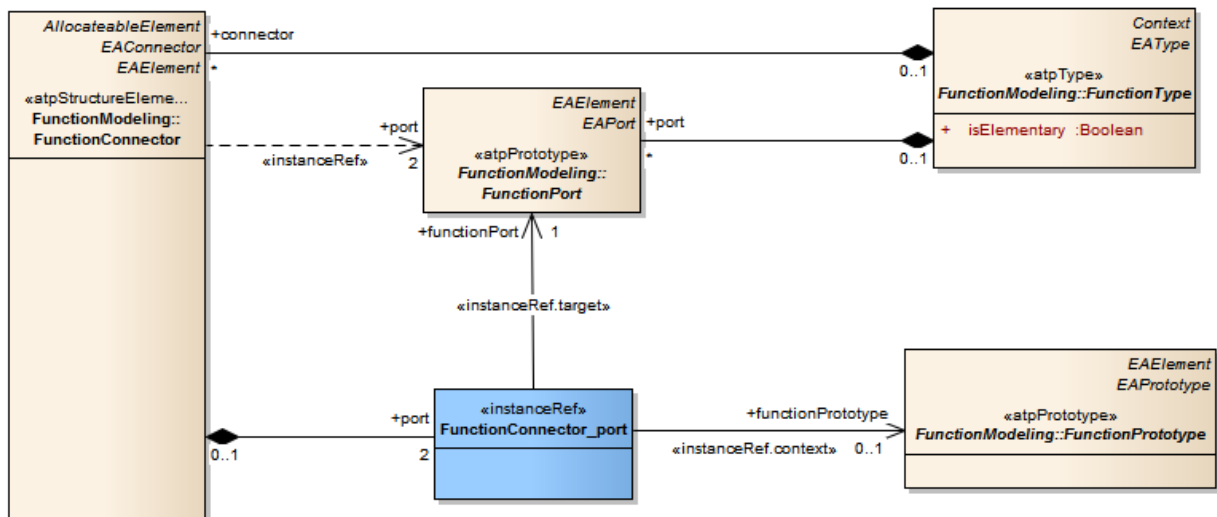 AllocateableElement
EAConnector
EAElement
«atpStructureEleme...
FunctionModeling::
FunctionConnector
+connector
*
Context
EAType
0..1
«atpType»
FunctionModeling::FunctionType
+ isElementary :Boolean
EAElement
EAPort
«atpPrototype»
FunctionModeling::
FunctionPort
+port
«instanceRef»
2
+port
*
0..1
+functionPort
1
«instanceRef.target»
«instanceRef»
FunctionConnector_port
+port
0..1
2
+functionPrototype
«instanceRef.context»
0..1
EAElement
EAPrototype
«atpPrototype»
FunctionModeling::FunctionPrototype